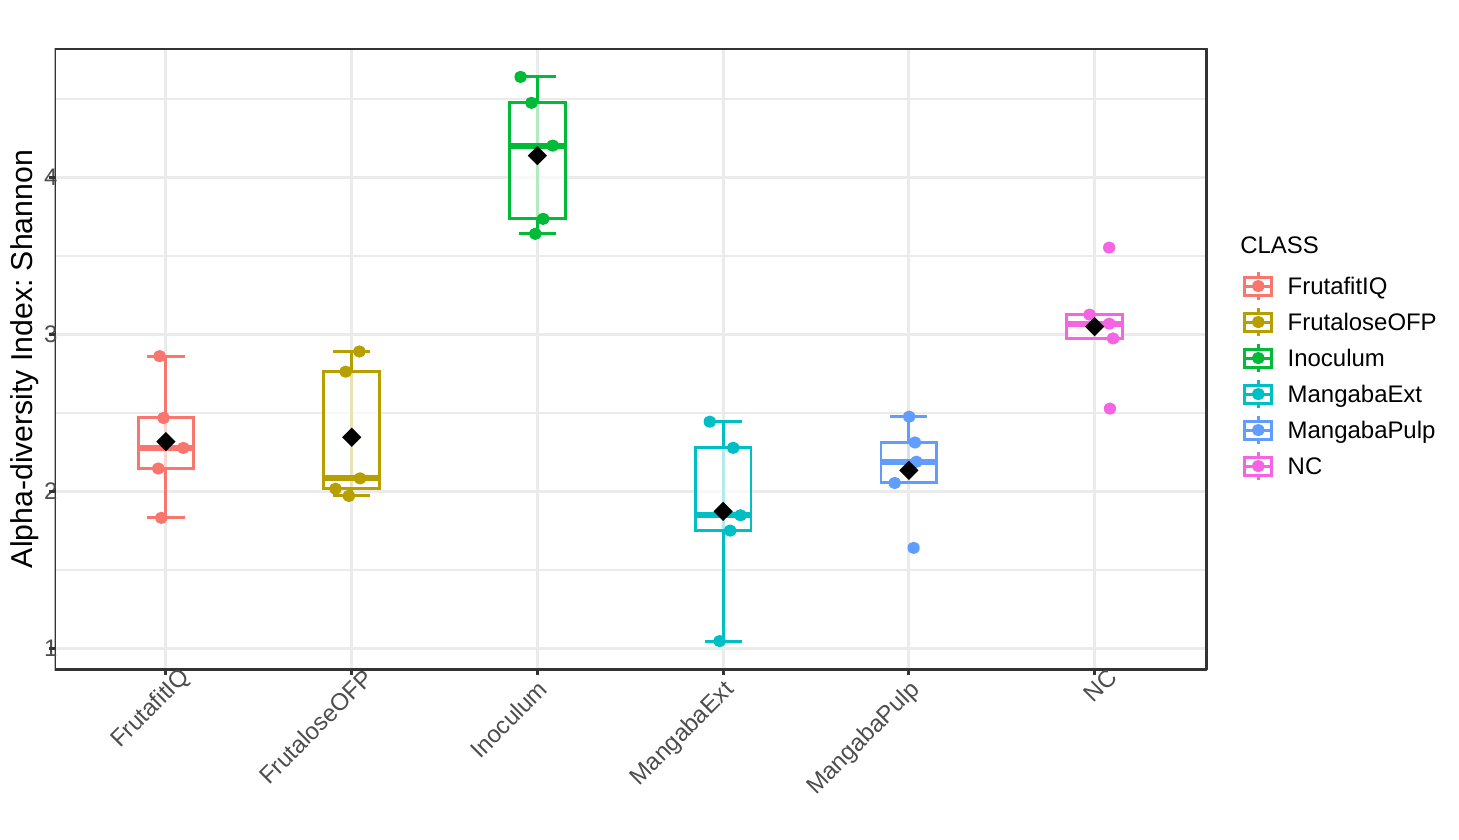 Alpha-diversity Index: Shannon
4
3
2
1
FrutafitIQ
FrutaloseOFP
Inoculum
MangabaExt
MangabaPulp
NC
CLASS
FrutafitIQ
FrutaloseOFP
Inoculum
MangabaExt
MangabaPulp
NC